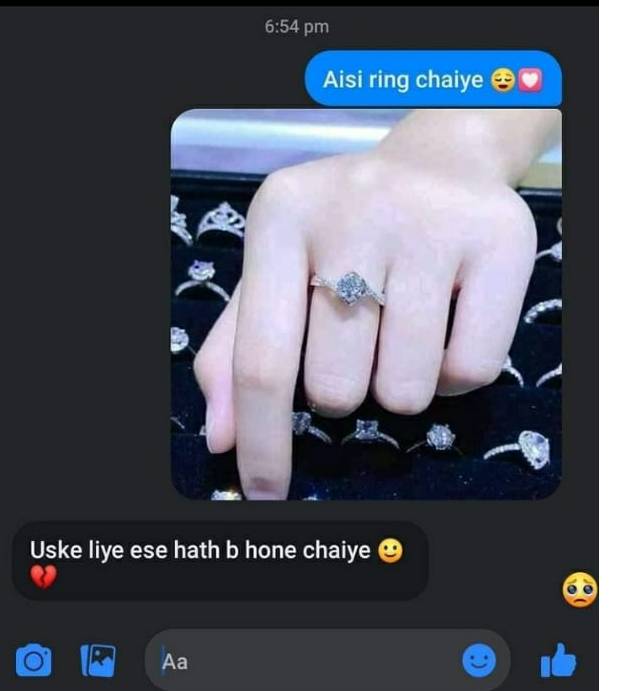 6:54 pm
Aisi ring chaiye 😌💟
Uske liye ese hath b hone chaiye 🙂
💔
Aa